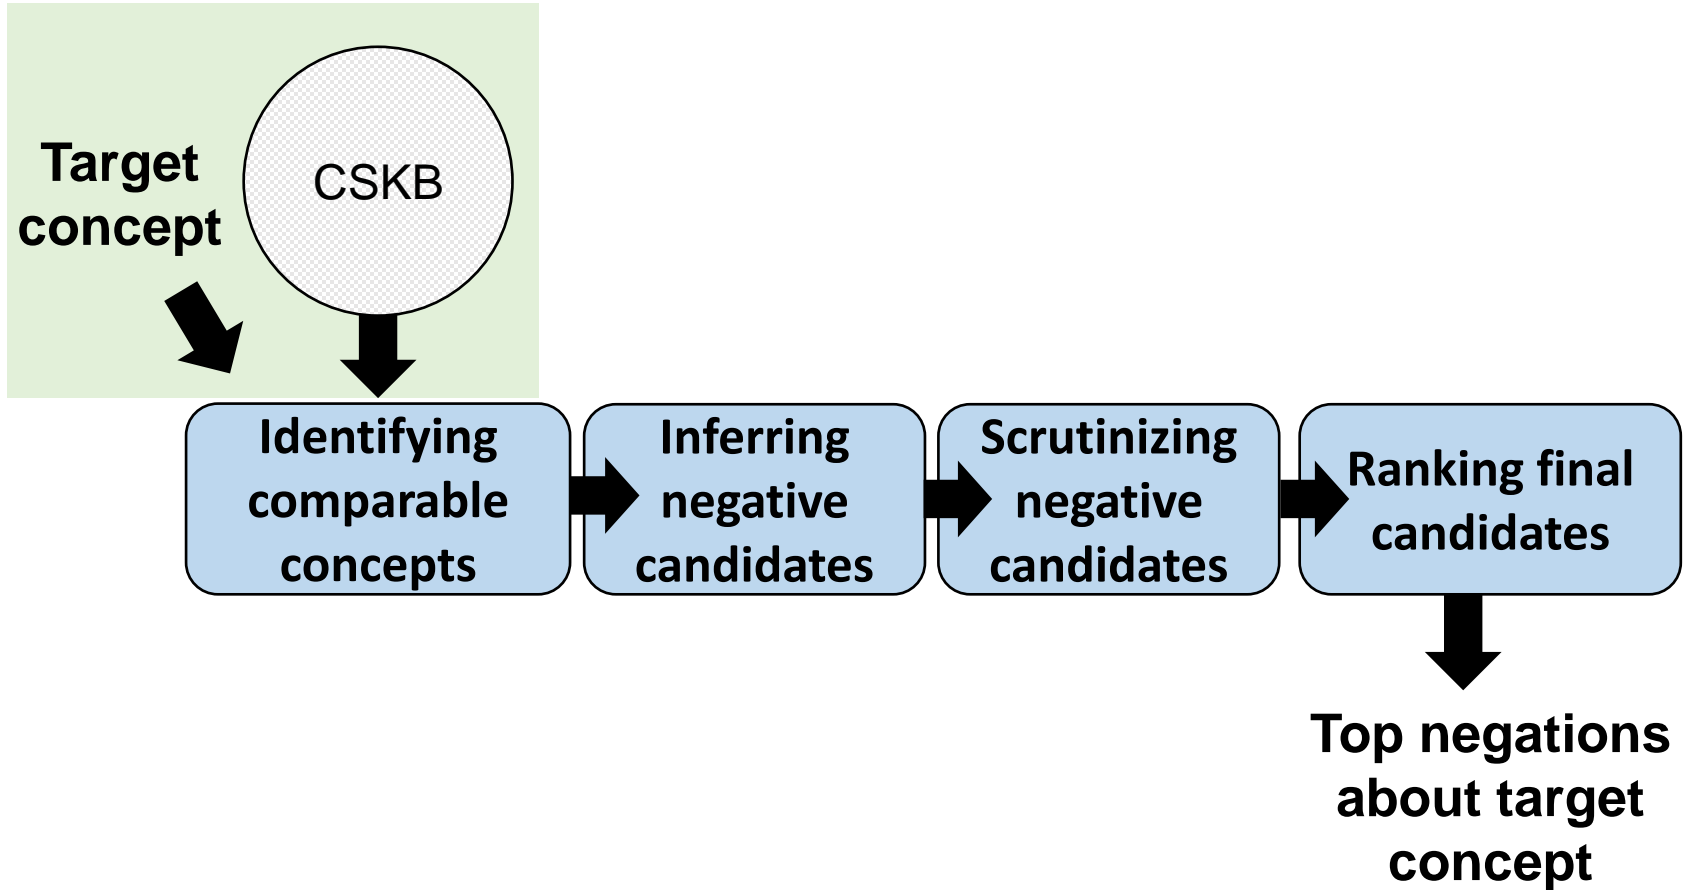 Target
concept
CSKB
Identifying
comparable
concepts
Inferring
negative
candidates
Scrutinizing
negative
candidates
Ranking final
candidates
Top negations
about target
concept